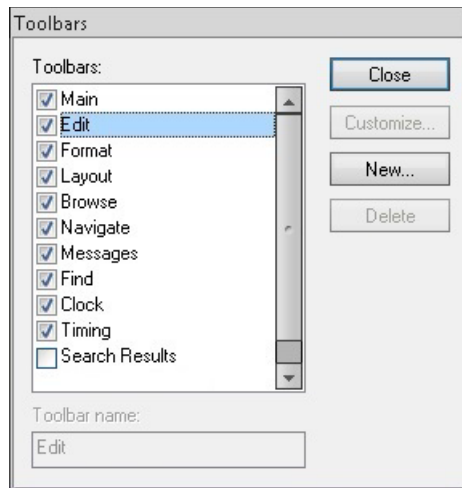 Toolbars
Toolbars:
Main
Edit
Format
Layout
Browse
Navigate
Messages
Find
Clock
Timing
Search Results
Close
Customize...
New...
Delete
Toolbar name:
Edit